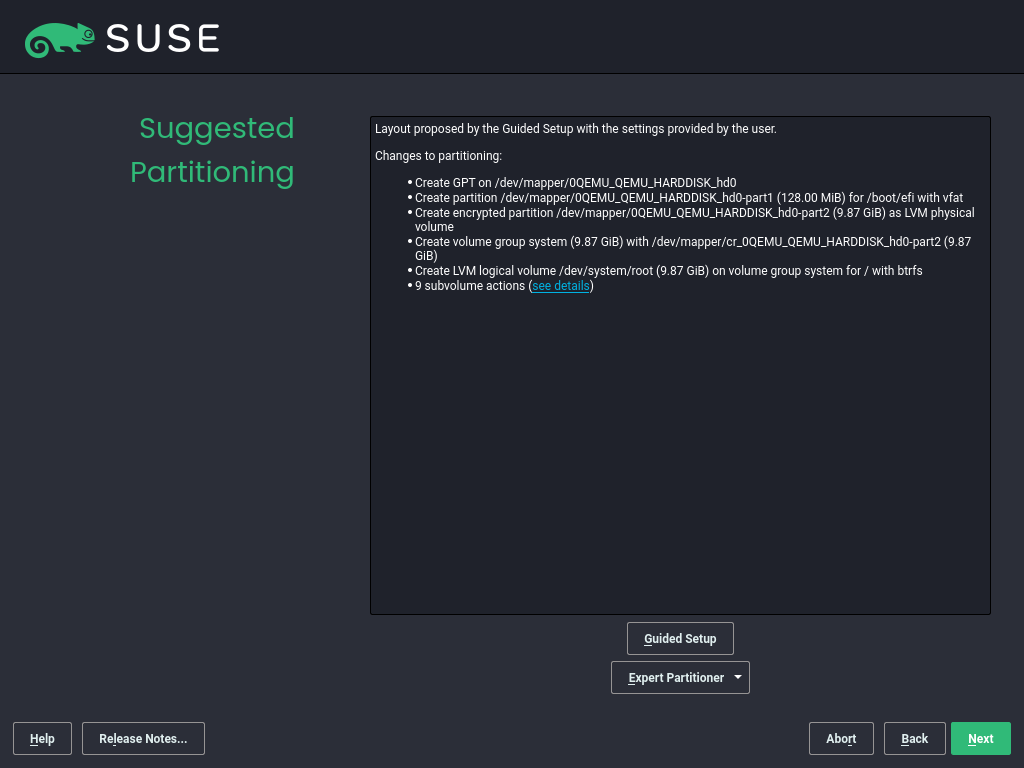 SUSE
Suggested
Partitioning
Layout proposed by the Guided Setup with the settings provided by the user.
Changes to partitioning:
• Create GPT on /dev/mapper/0QEMU_QEMU_HARDDISK_hd0
• Create partition /dev/mapper/0QEMU_QEMU_HARDDISK_hd0-part1 (128.00 MiB) for /boot/efi with vfat
• Create encrypted partition /dev/mapper/0QEMU_QEMU_HARDDISK_hd0-part2 (9.87 GiB) as LVM physical
volume
• Create volume group system (9.87 GiB) with /dev/mapper/cr_0QEMU_QEMU_HARDDISK_hd0-part2 (9.87
GiB)
• Create LVM logical volume /dev/system/root (9.87 GiB) on volume group system for / with btrfs
• 9 subvolume actions (see details)
Guided Setup
Expert Partitioner
Help
Release Notes...
Abort
Back
Next